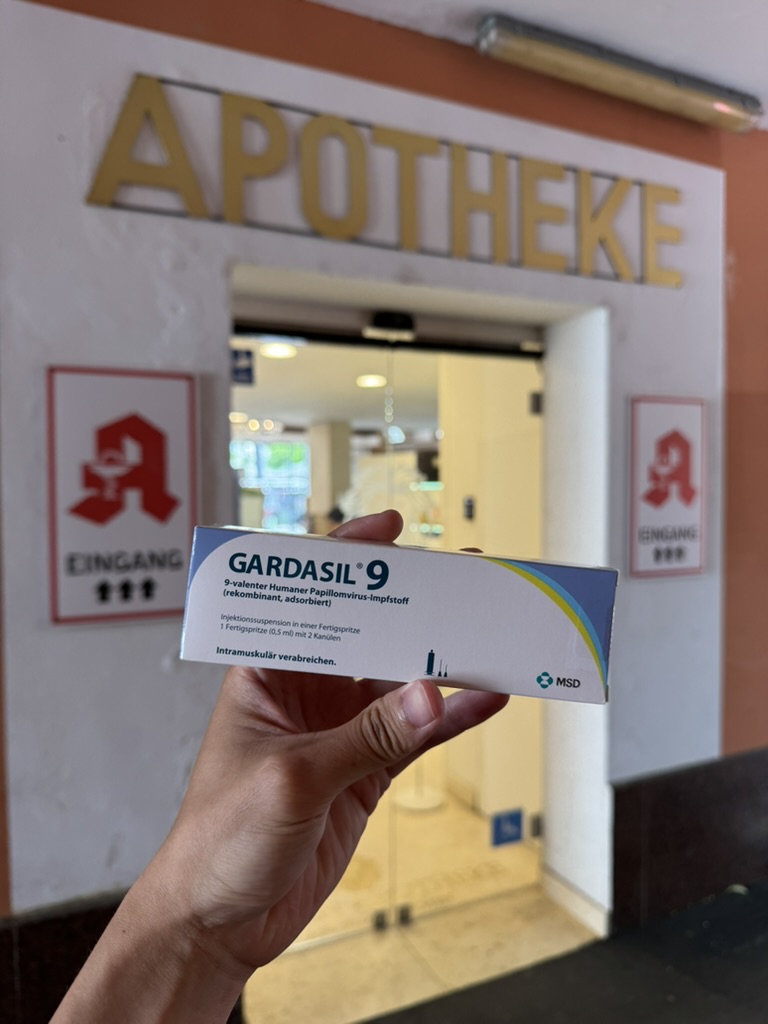 APOTHEKE
EINGANG
EINGANG
GARDASIL® 9
9-valenter Humaner Papillomvirus-Impfstoff
(rekombinant, adsorbiert)
Injektionssuspension in einer Fertigspritze
1 Fertigspritze (0,5 ml) mit 2 Kanülen
Intramuskulär verabreichen.
MSD